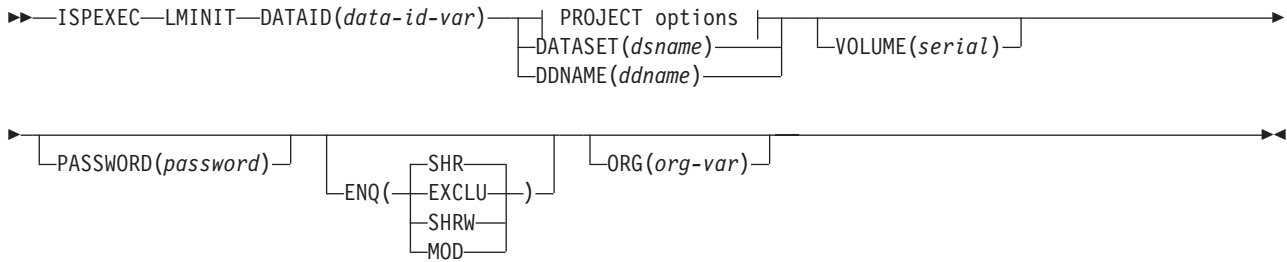 ISPEXEC LMINIT DATAID(data-id-var) PROJECT options VOLUME(serial)
DATASET(dsname)
DDNAME(ddname)
PASSWORD(password) ENQ( SHR ) ORG(org-var)
EXCLU
SHRW
MOD